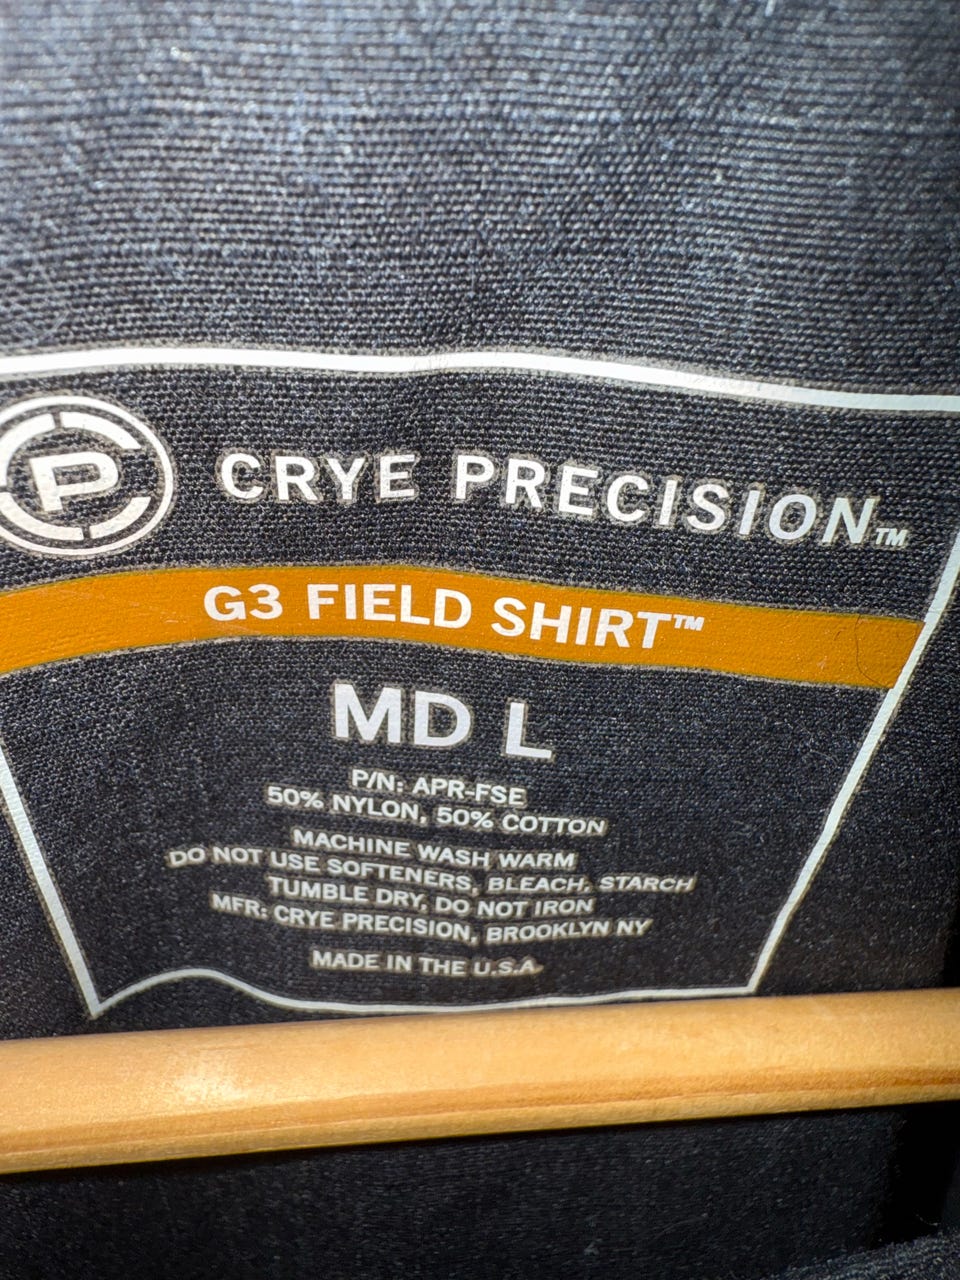 CP
CRYE PRECISION™
G3 FIELD SHIRT™
MD L
P/N: APR-FSE
50% NYLON, 50% COTTON
MACHINE WASH WARM
DO NOT USE SOFTENERS, BLEACH, STARCH
TUMBLE DRY, DO NOT IRON
MFR: CRYE PRECISION, BROOKLYN NY
MADE IN THE U.S.A.